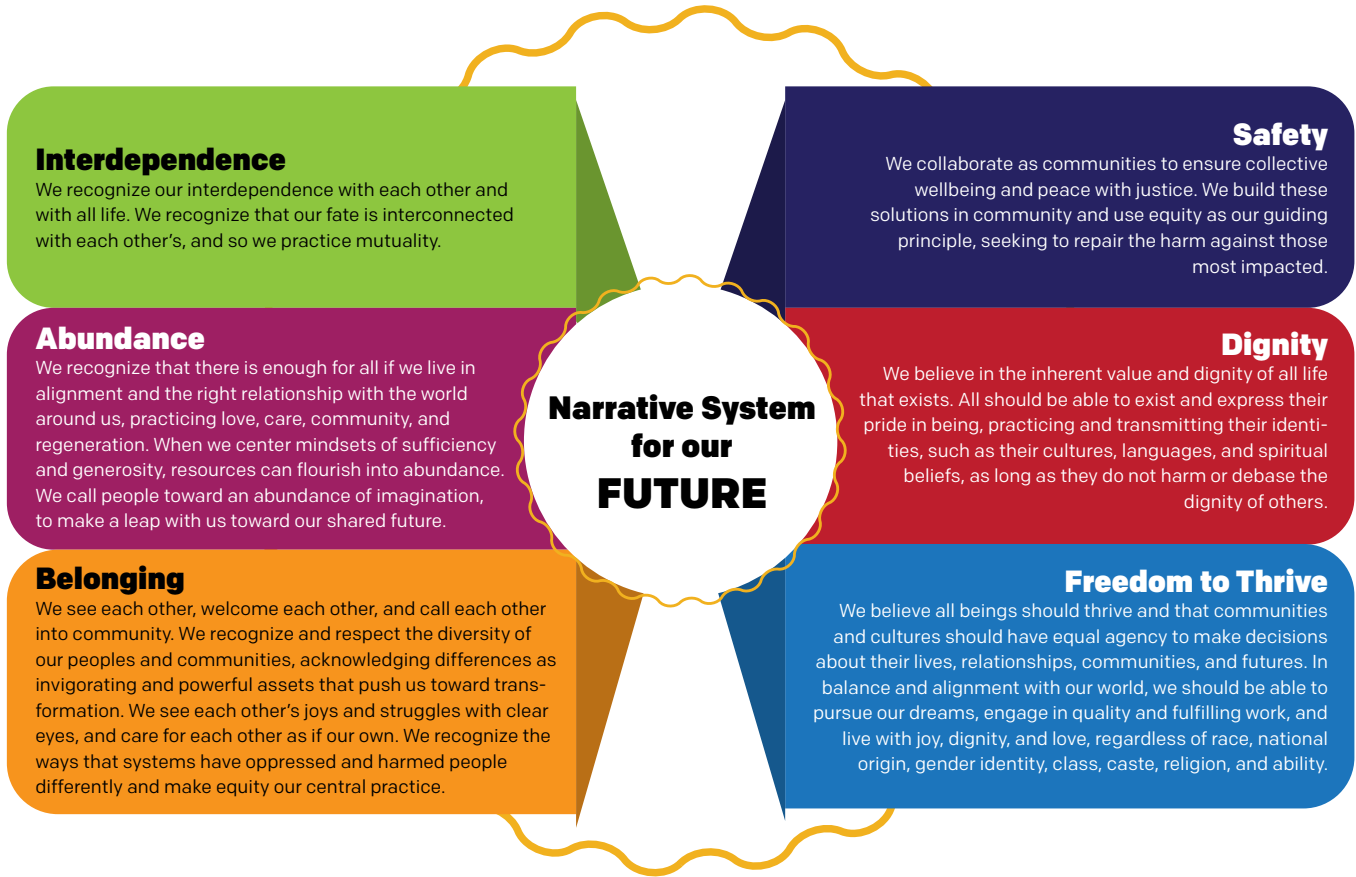 Interdependence
We recognize our interdependence with each other and
with all life. We recognize that our fate is interconnected
with each other's, and so we practice mutuality.
Abundance
We recognize that there is enough for all if we live in
alignment and the right relationship with the world
around us, practicing love, care, community, and
regeneration. When we center mindsets of sufficiency
and generosity, resources can flourish into abundance.
We call people toward an abundance of imagination,
to make a leap with us toward our shared future.
Belonging
We see each other, welcome each other, and call each other
into community. We recognize and respect the diversity of
our peoples and communities, acknowledging differences as
invigorating and powerful assets that push us toward trans-
formation. We see each other's joys and struggles with clear
eyes, and care for each other as if our own. We recognize the
ways that systems have oppressed and harmed people
differently and make equity our central practice.
Narrative System
for our
FUTURE
Safety
We collaborate as communities to ensure collective
wellbeing and peace with justice. We build these
solutions in community and use equity as our guiding
principle, seeking to repair the harm against those
most impacted.
Dignity
We believe in the inherent value and dignity of all life
that exists. All should be able to exist and express their
pride in being, practicing and transmitting their identi-
ties, such as their cultures, languages, and spiritual
beliefs, as long as they do not harm or debase the
dignity of others.
Freedom to Thrive
We believe all beings should thrive and that communities
and cultures should have equal agency to make decisions
about their lives, relationships, communities, and futures. In
balance and alignment with our world, we should be able to
pursue our dreams, engage in quality and fulfilling work, and
live with joy, dignity, and love, regardless of race, national
origin, gender identity, class, caste, religion, and ability.